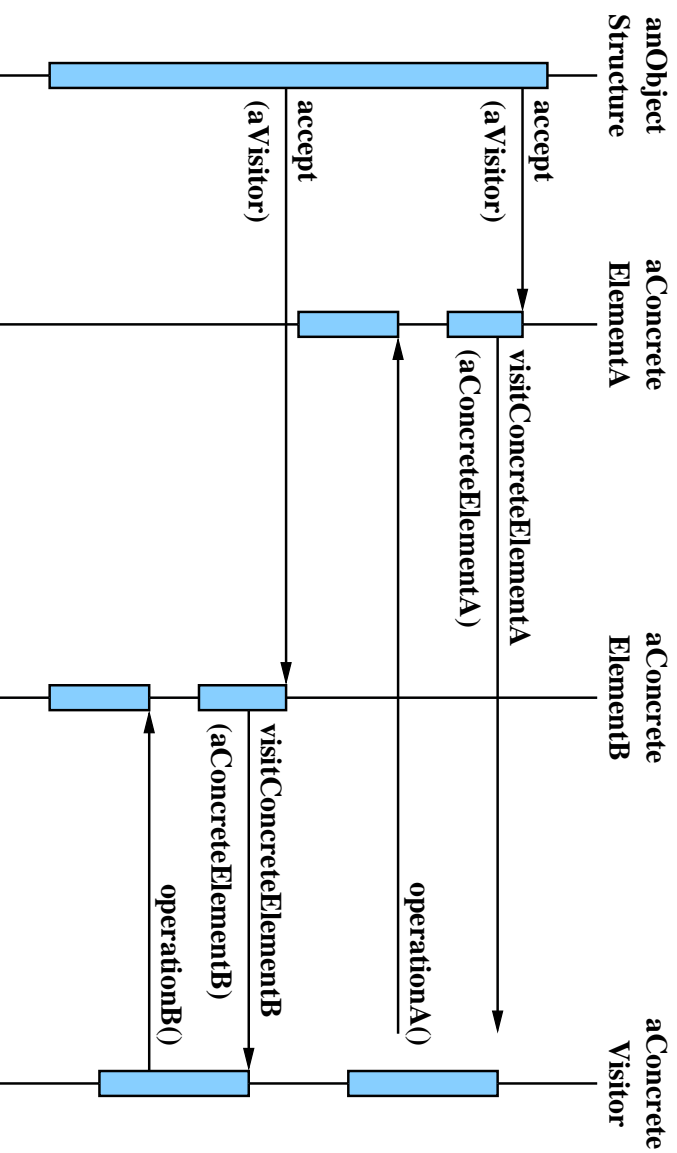 anObject
Structure
aConcrete
ElementA
aConcrete
ElementB
aConcrete
Visitor
accept
(aVisitor)
visitConcreteElementA
(aConcreteElementA)
operationA()
accept
(aVisitor)
visitConcreteElementB
(aConcreteElementB)
operationB()